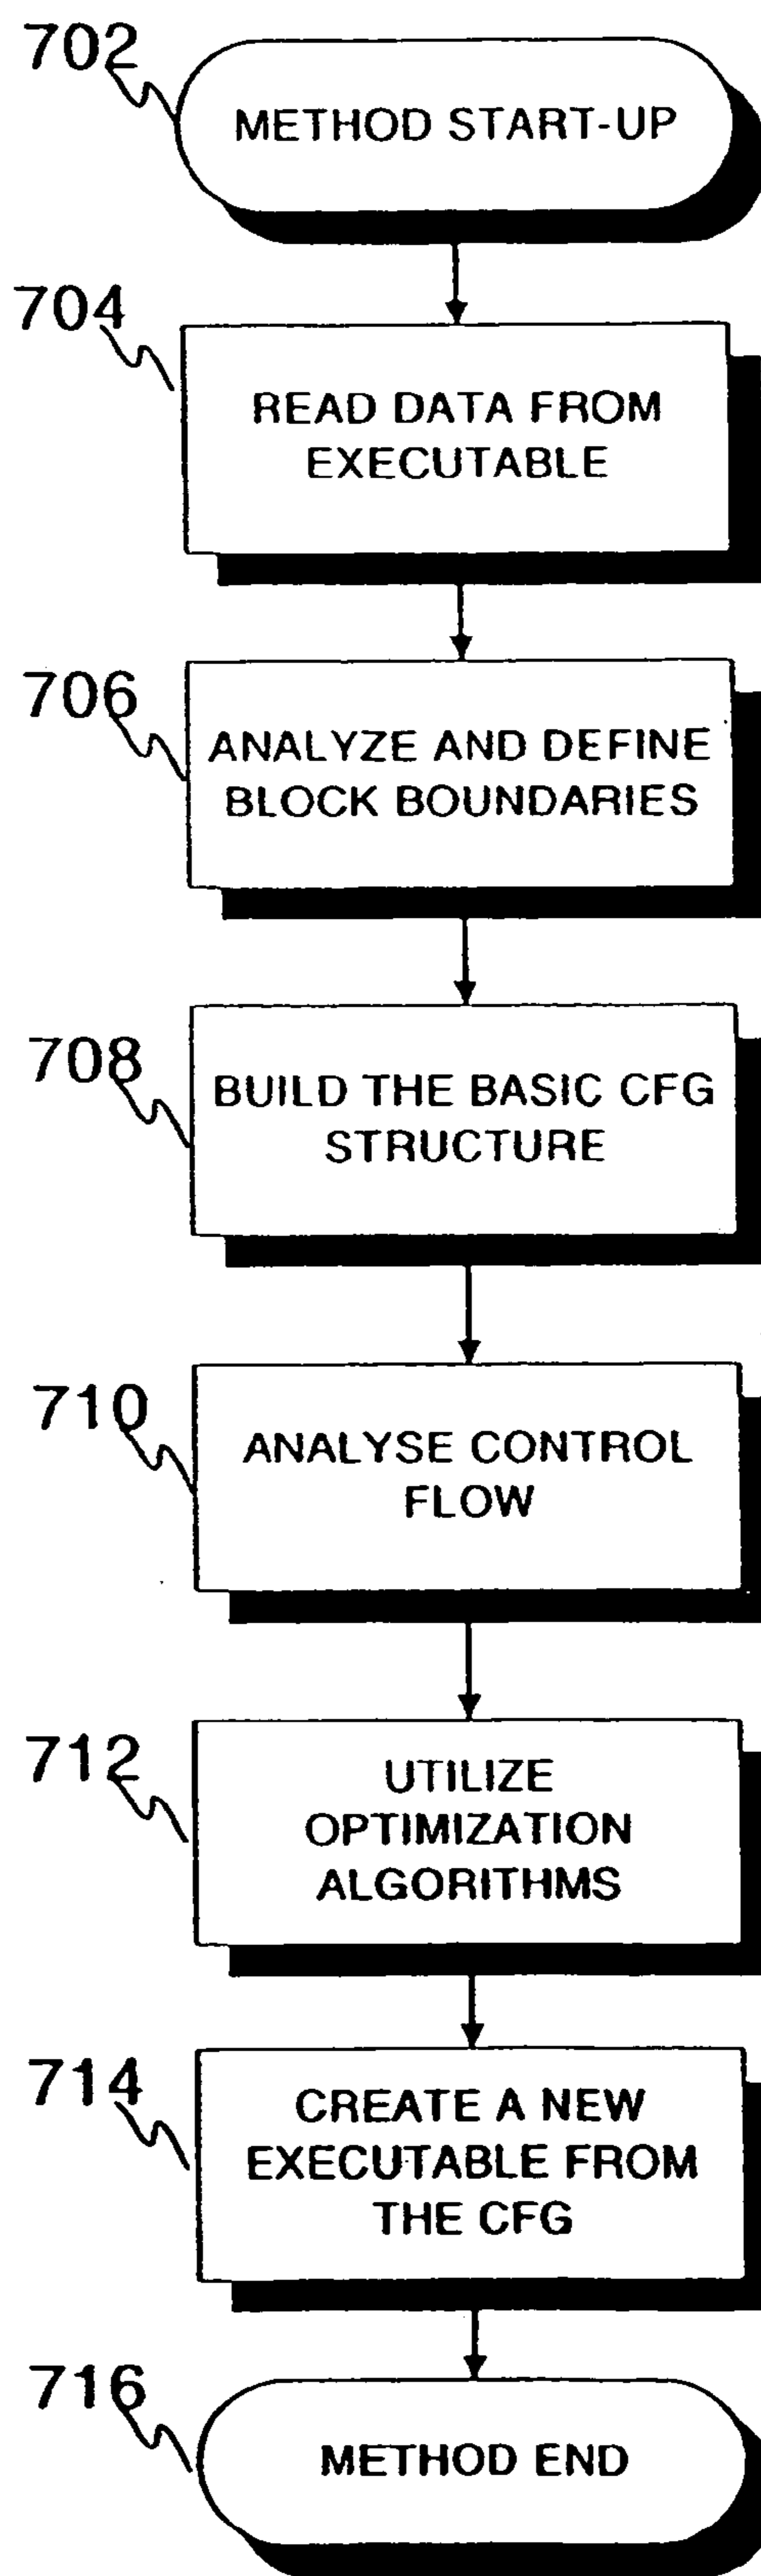 702
METHOD START-UP
704
READ DATA FROM
EXECUTABLE
706
ANALYZE AND DEFINE
BLOCK BOUNDARIES
708
BUILD THE BASIC CFG
STRUCTURE
710
ANALYSE CONTROL
FLOW
712
UTILIZE
OPTIMIZATION
ALGORITHMS
714
CREATE A NEW
EXECUTABLE FROM
THE CFG
716
METHOD END